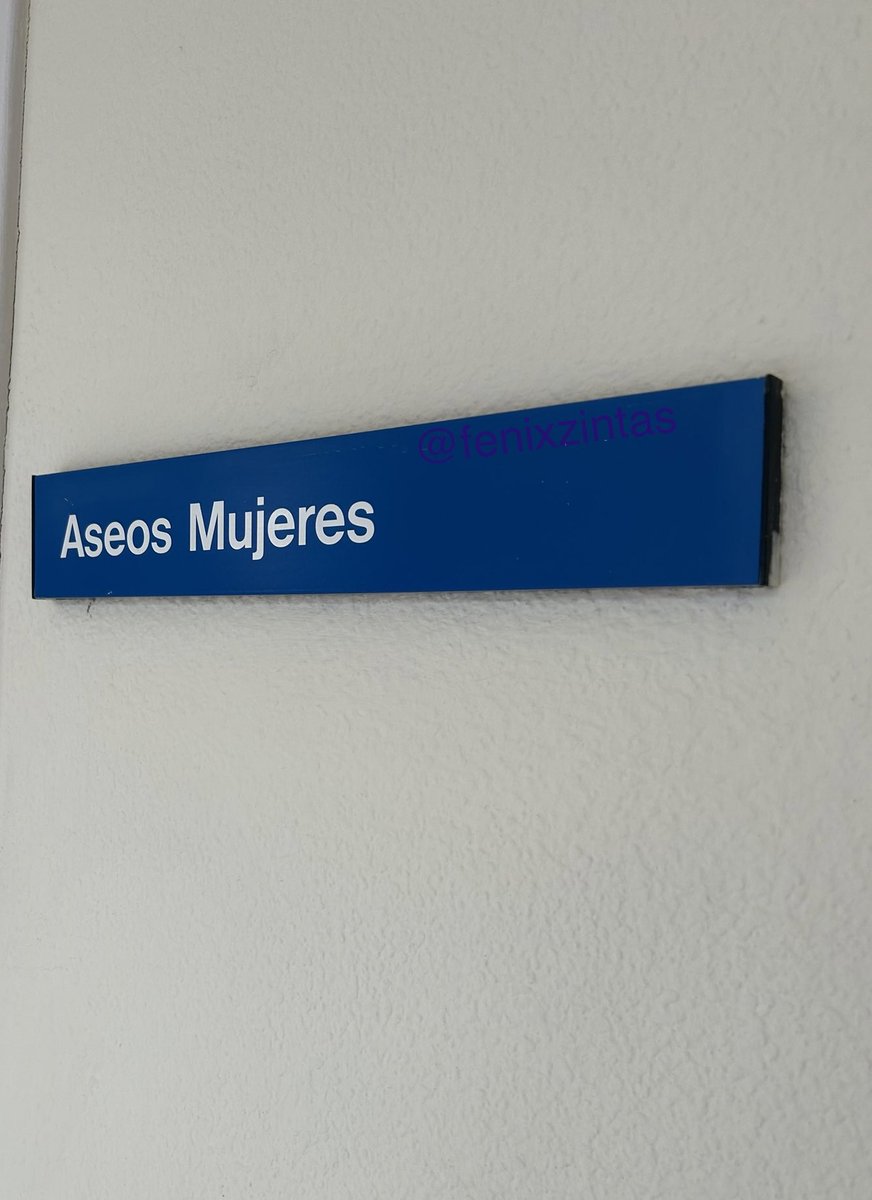 @fenixzintas
Aseos Mujeres